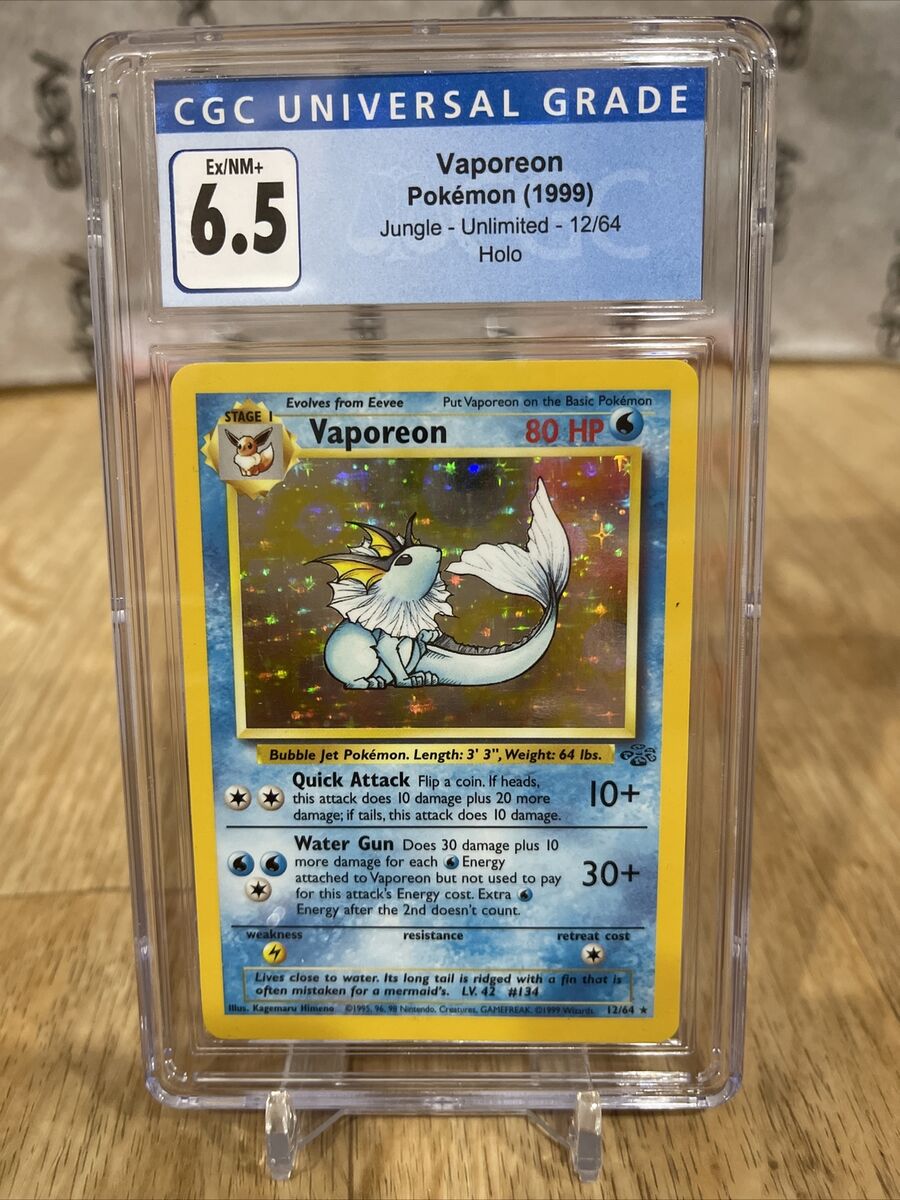 CGC UNIVERSAL GRADE
Ex/NM+
6.5
Vaporeon
Pokémon (1999)
Jungle - Unlimited - 12/64
Holo
Evolves from Eevee
Put Vaporeon on the Basic Pokémon
STAGE 1
Vaporeon
80 HP
Bubble Jet Pokémon. Length: 3' 3", Weight: 64 lbs.
Quick Attack Flip a coin. If heads,
this attack does 10 damage plus 20 more
damage; if tails, this attack does 10 damage.
10+
Water Gun Does 30 damage plus 10
more damage for each Energy
attached to Vaporeon but not used to pay
for this attack's Energy cost. Extra
Energy after the 2nd doesn't count.
30+
weakness
resistance
retreat cost
Lives close to water. Its long tail is ridged with a fin that is
often mistaken for a mermaid's. LV. 42 #134
Illus. Kagemaru Himeno ©1995, 96, 98 Nintendo, Creatures, GAMEFREAK. ©1999 Wizards. 12/64 ★
ebay